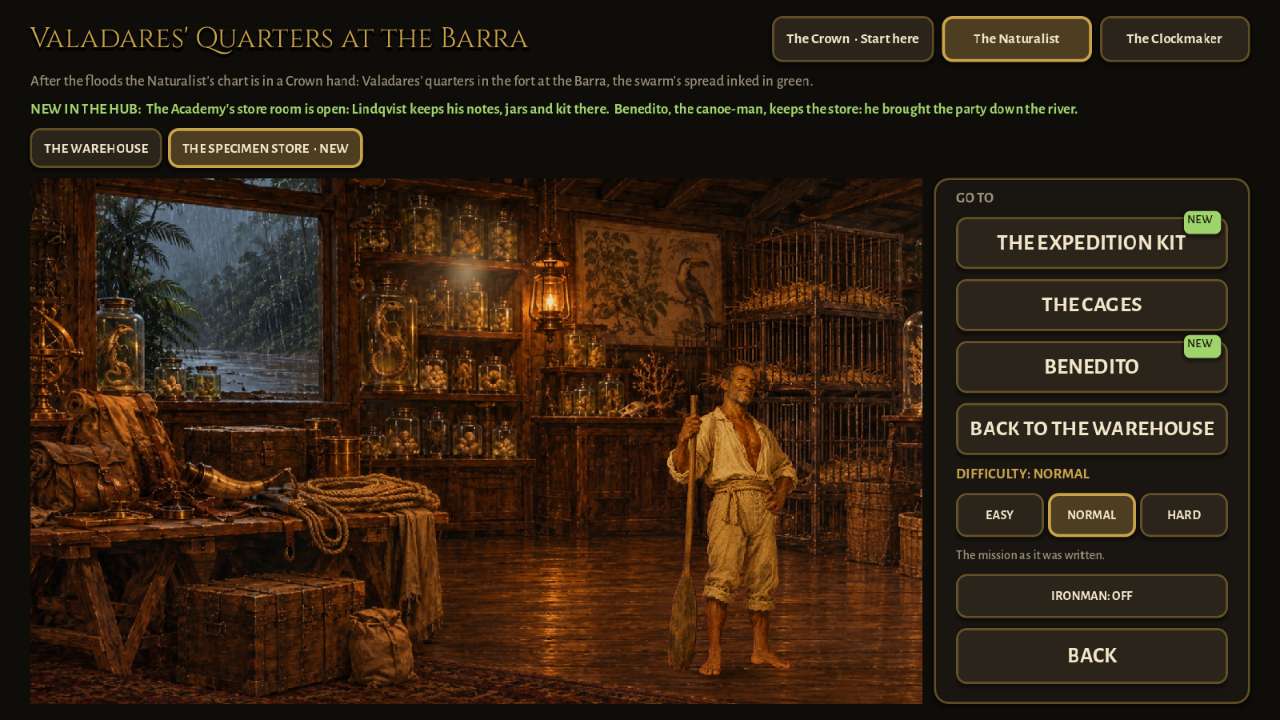 Valadares' Quarters at the Barra
The Crown · Start here
The Naturalist
The Clockmaker
After the floods the Naturalist's chart is in a Crown hand: Valadares' quarters in the fort at the Barra, the swarm's spread inked in green.
NEW IN THE HUB: The Academy's store room is open: Lindqvist keeps his notes, jars and kit there. Benedito, the canoe-man, keeps the store: he brought the party down the river.
THE WAREHOUSE
THE SPECIMEN STORE · NEW
GO TO
NEW
THE EXPEDITION KIT
THE CAGES
NEW
BENEDITO
BACK TO THE WAREHOUSE
DIFFICULTY: NORMAL
EASY
NORMAL
HARD
The mission as it was written.
IRONMAN: OFF
BACK